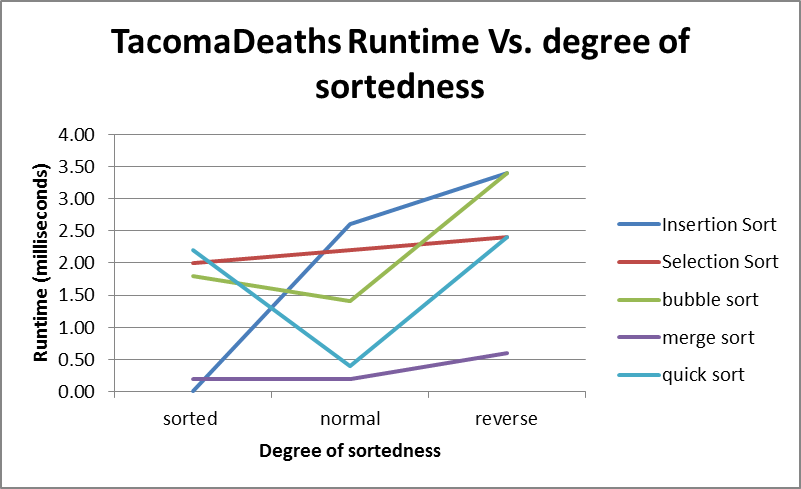 TacomaDeaths Runtime Vs. degree of
sortedness
4.00
3.50
3.00
2.50
2.00
1.50
1.00
0.50
0.00
Runtime (milliseconds)
sorted
normal
reverse
Degree of sortedness
Insertion Sort
Selection Sort
bubble sort
merge sort
quick sort